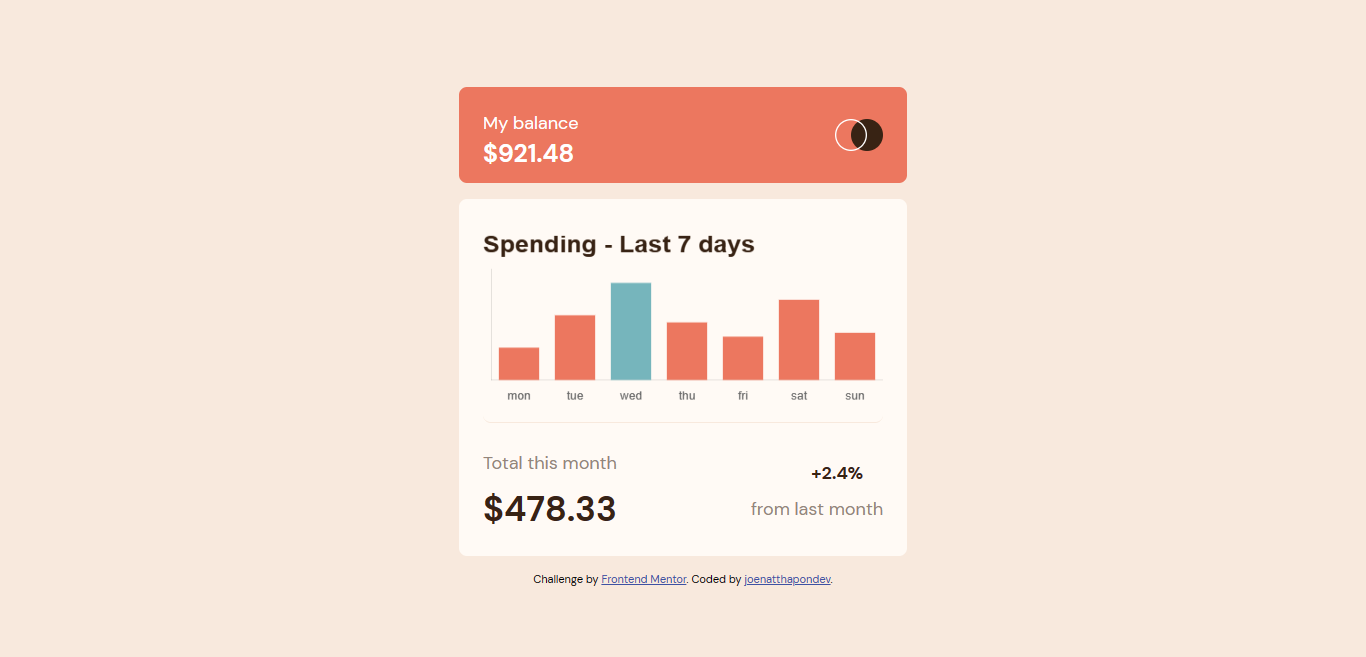 My balance
$921.48
Spending - Last 7 days
mon tue wed thu fri sat sun
Total this month
$478.33
+2.4%
from last month
Challenge by Frontend Mentor. Coded by joenatthapondev.